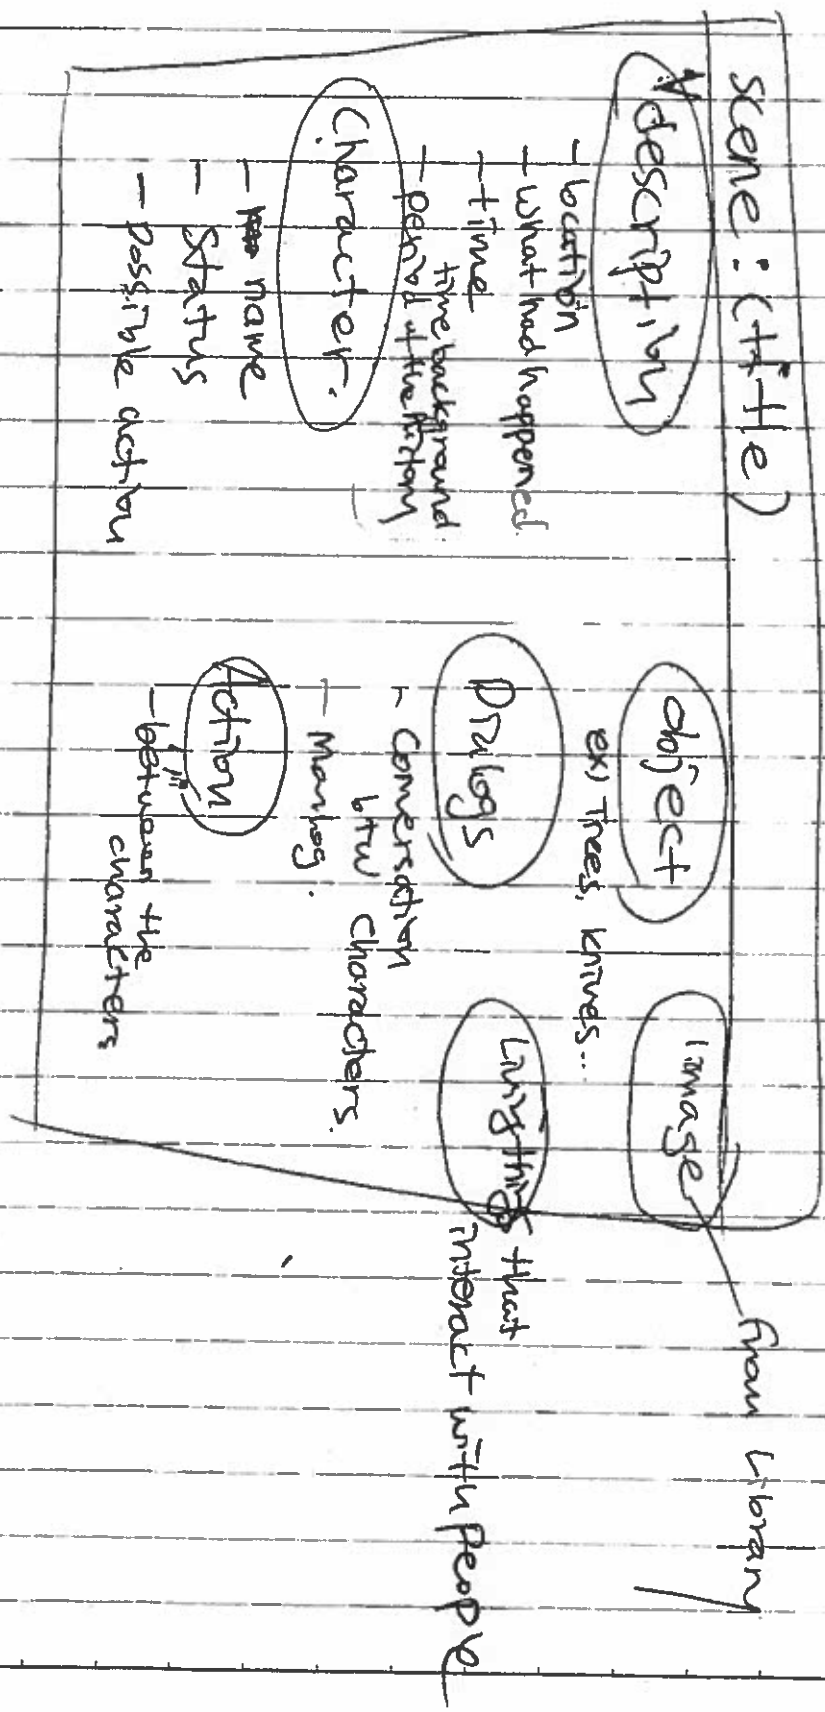 scene : (title)
description
- location
- what had happened.
- time
time background
- period of the history
Character.
- name
- Status
- possible action
object
ex) Trees, knives...
Dialogs
- Conversation
btw characters.
- Monlog.
Action
- between the
characters
image
from Library
Living things that
interact with people